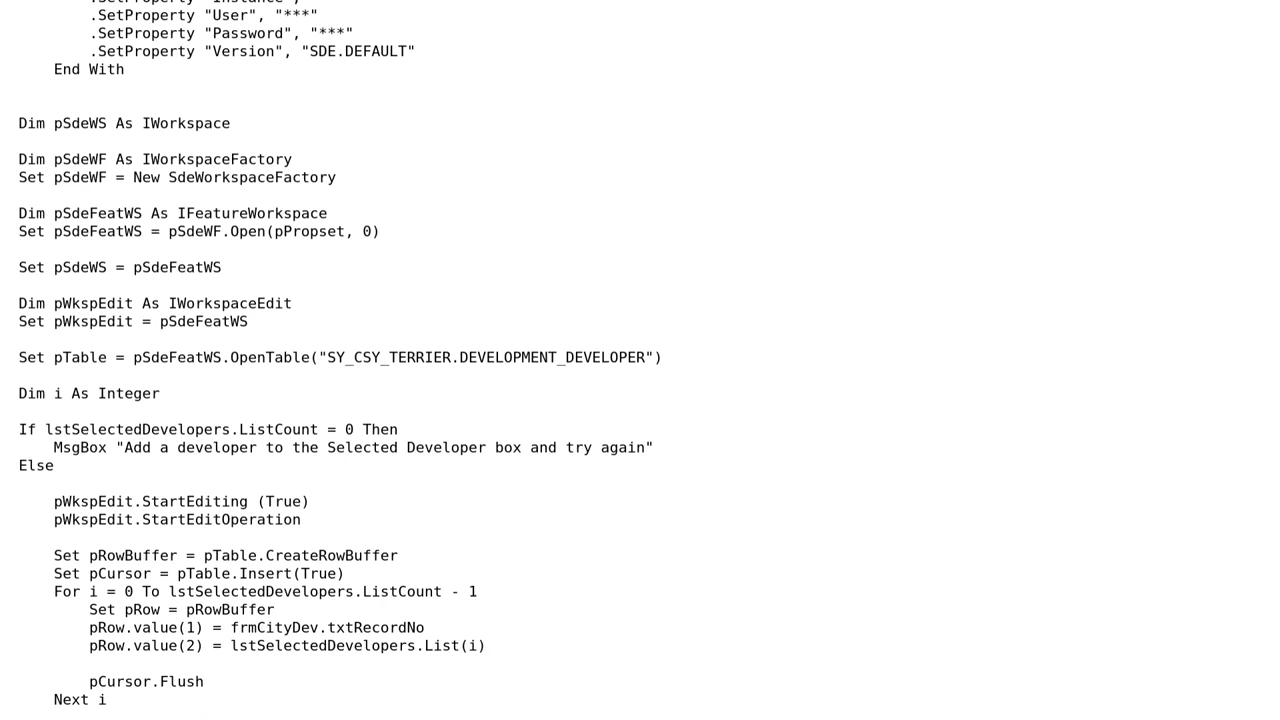 .SetProperty "Instance",
.SetProperty "User", "***"
.SetProperty "Password", "***"
.SetProperty "Version", "SDE.DEFAULT"
End With
Dim pSdeWS As IWorkspace
Dim pSdeWF As IWorkspaceFactory
Set pSdeWF = New SdeWorkspaceFactory
Dim pSdeFeatWS As IFeatureWorkspace
Set pSdeFeatWS = pSdeWF.Open(pPropset, 0)
Set pSdeWS = pSdeFeatWS
Dim pWkspEdit As IWorkspaceEdit
Set pWkspEdit = pSdeFeatWS
Set pTable = pSdeFeatWS.OpenTable("SY_CSY_TERRIER.DEVELOPMENT_DEVELOPER")
Dim i As Integer
If lstSelectedDevelopers.ListCount = 0 Then
MsgBox "Add a developer to the Selected Developer box and try again"
Else
pWkspEdit.StartEditing (True)
pWkspEdit.StartEditOperation
Set pRowBuffer = pTable.CreateRowBuffer
Set pCursor = pTable.Insert(True)
For i = 0 To lstSelectedDevelopers.ListCount - 1
Set pRow = pRowBuffer
pRow.value(1) = frmCityDev.txtRecordNo
pRow.value(2) = lstSelectedDevelopers.List(i)
pCursor.Flush
Next i